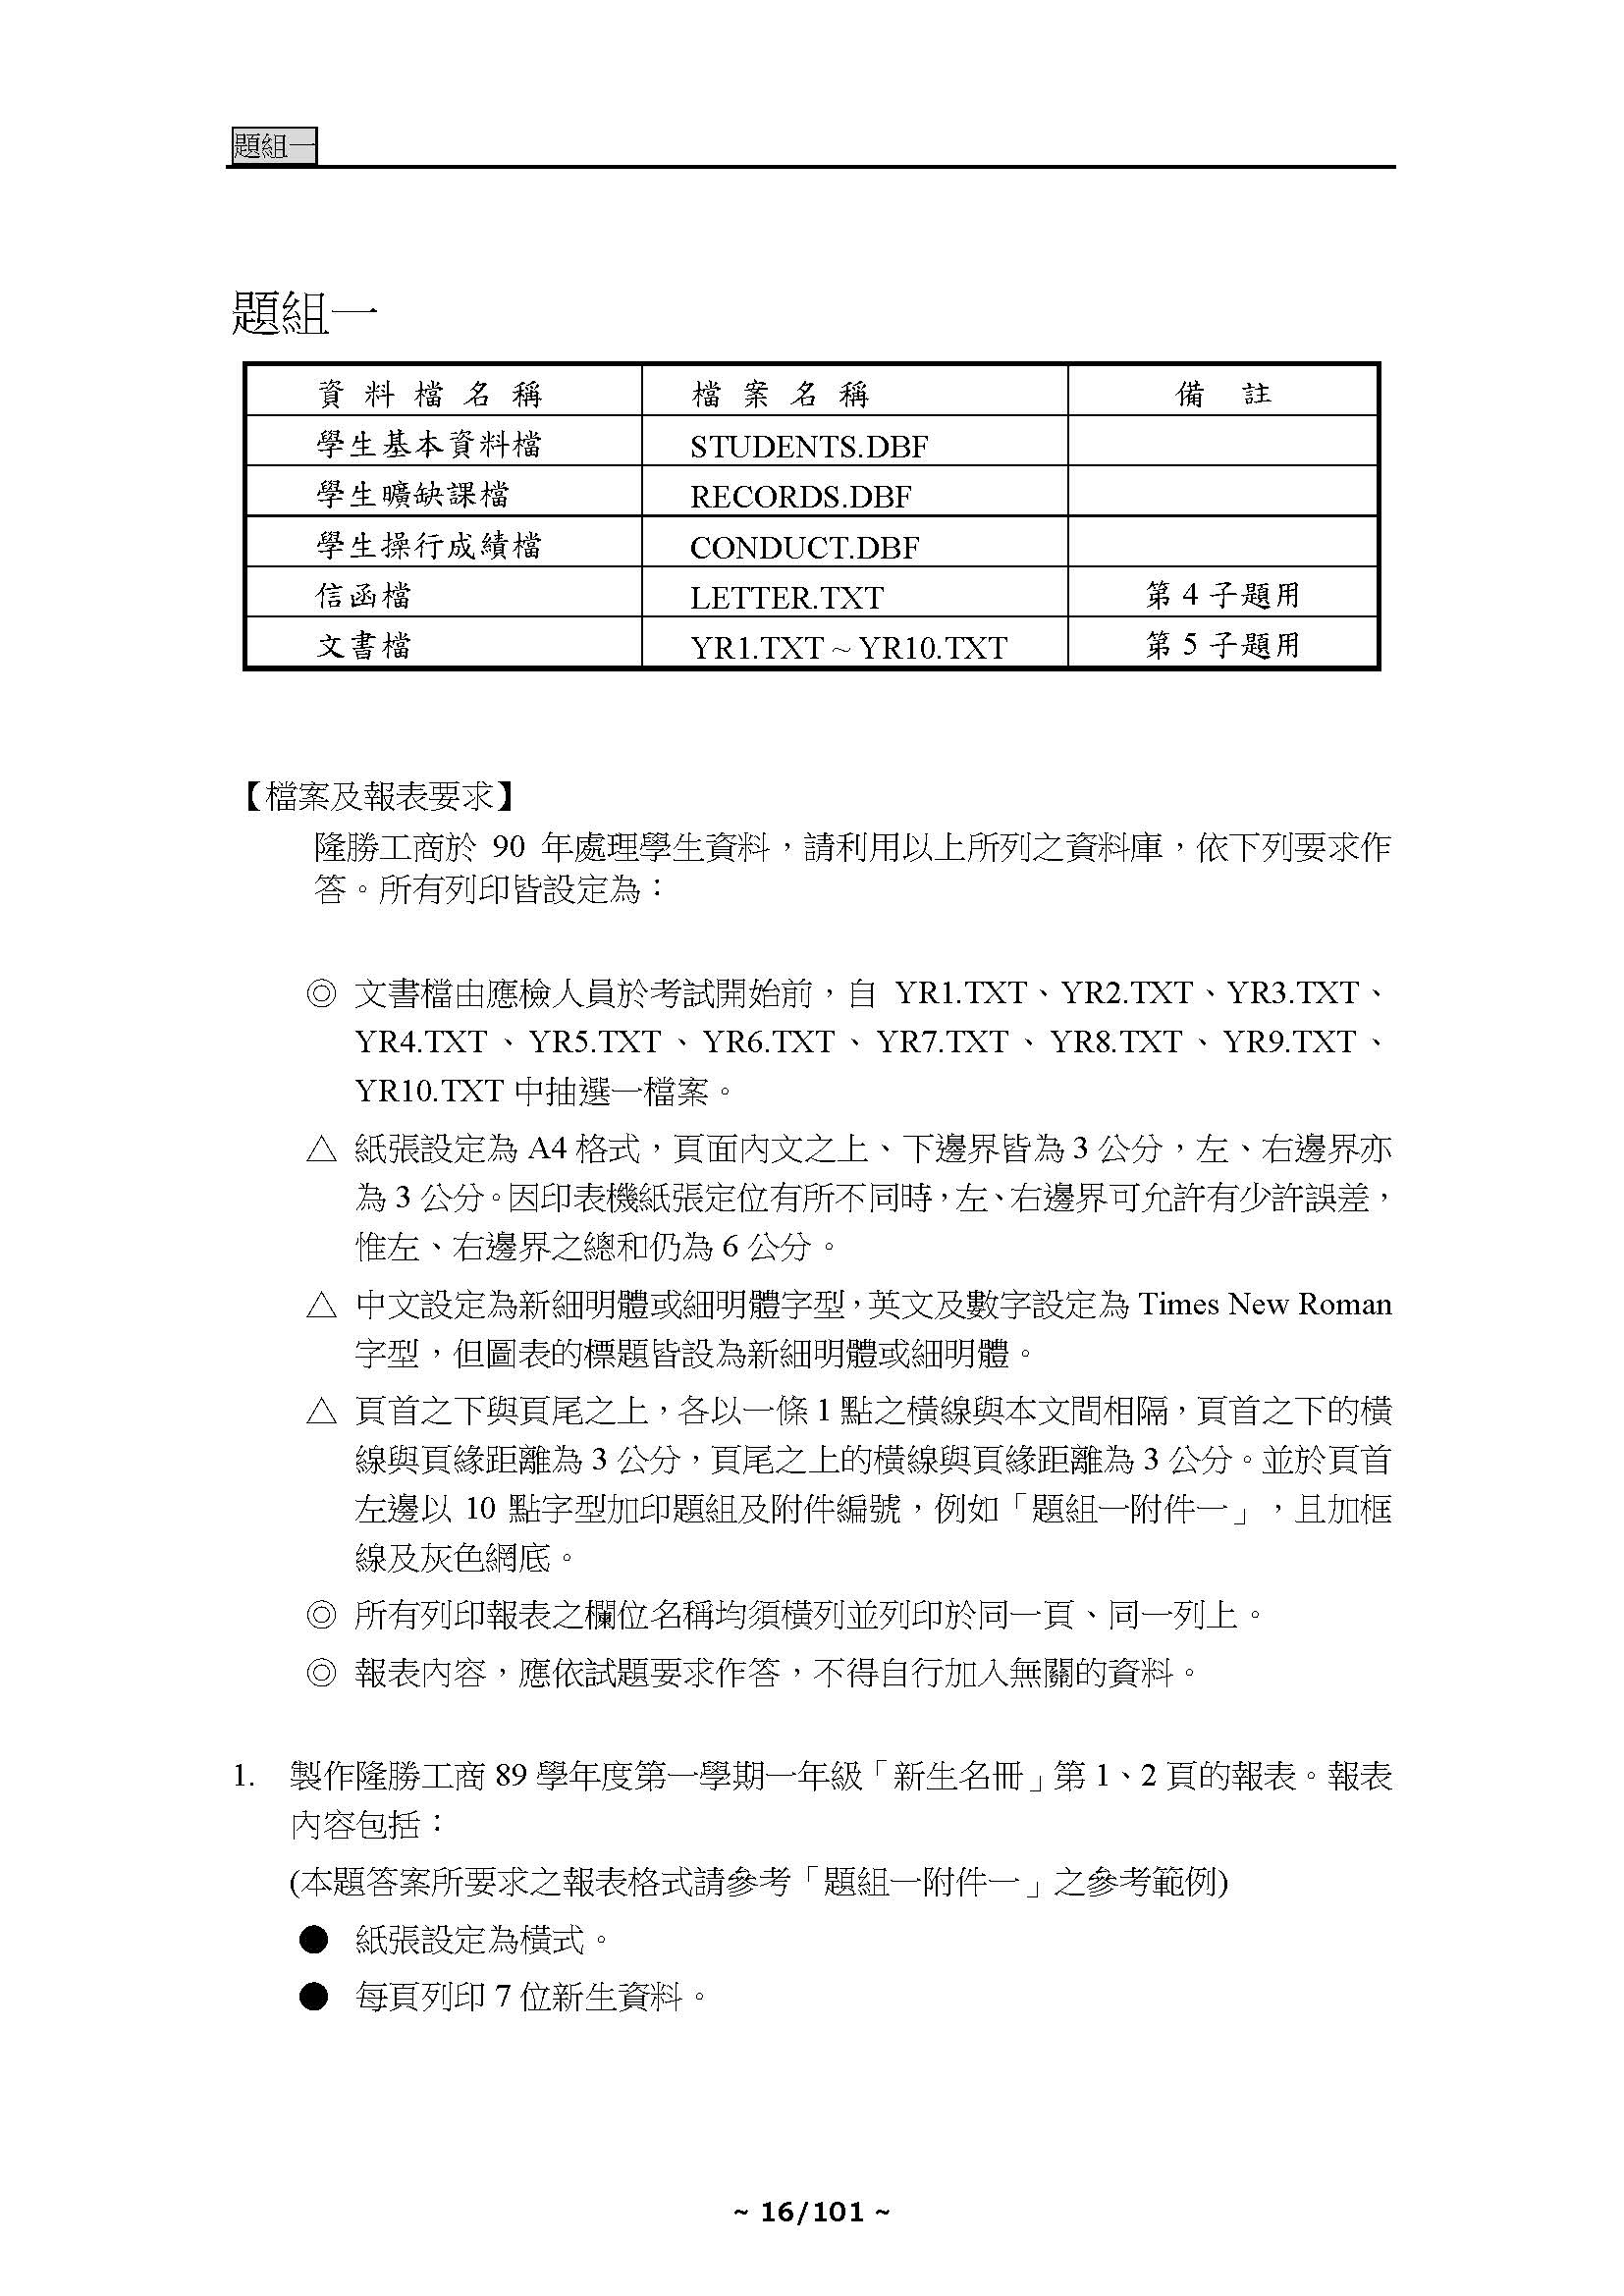 題組一
題組一
資 料 檔 名 稱 檔 案 名 稱 備 註
學生基本資料檔 STUDENTS.DBF
學生曠缺課檔 RECORDS.DBF
學生操行成績檔 CONDUCT.DBF
信函檔 LETTER.TXT 第 4 子題用
文書檔 YR1.TXT ~ YR10.TXT 第 5 子題用
【檔案及報表要求】
隆勝工商於 90 年處理學生資料，請利用以上所列之資料庫，依下列要求作
答。所有列印皆設定為：
◎ 文書檔由應檢人員於考試開始前，自 YR1.TXT、YR2.TXT、YR3.TXT、
YR4.TXT、YR5.TXT、YR6.TXT、YR7.TXT、YR8.TXT、YR9.TXT、
YR10.TXT 中抽選一檔案。
△ 紙張設定為 A4 格式，頁面內文之上、下邊界皆為 3 公分，左、右邊界亦
為 3 公分。因印表機紙張定位有所不同時，左、右邊界可允許有少許誤差，
惟左、右邊界之總和仍為 6 公分。
△ 中文設定為新細明體或細明體字型，英文及數字設定為 Times New Roman
字型，但圖表的標題皆設為新細明體或細明體。
△ 頁首之下與頁尾之上，各以一條 1 點之橫線與本文間相隔，頁首之下的橫
線與頁緣距離為 3 公分，頁尾之上的橫線與頁緣距離為 3 公分。並於頁首
左邊以 10 點字型加印題組及附件編號，例如「題組一附件一」，且加框
線及灰色網底。
◎ 所有列印報表之欄位名稱均須橫列並列印於同一頁、同一列上。
◎ 報表內容，應依試題要求作答，不得自行加入無關的資料。
1. 製作隆勝工商 89 學年度第一學期一年級「新生名冊」第 1、2 頁的報表。報表
內容包括：
(本題答案所要求之報表格式請參考「題組一附件一」之參考範例)
● 紙張設定為橫式。
● 每頁列印 7 位新生資料。
~ 16/101 ~